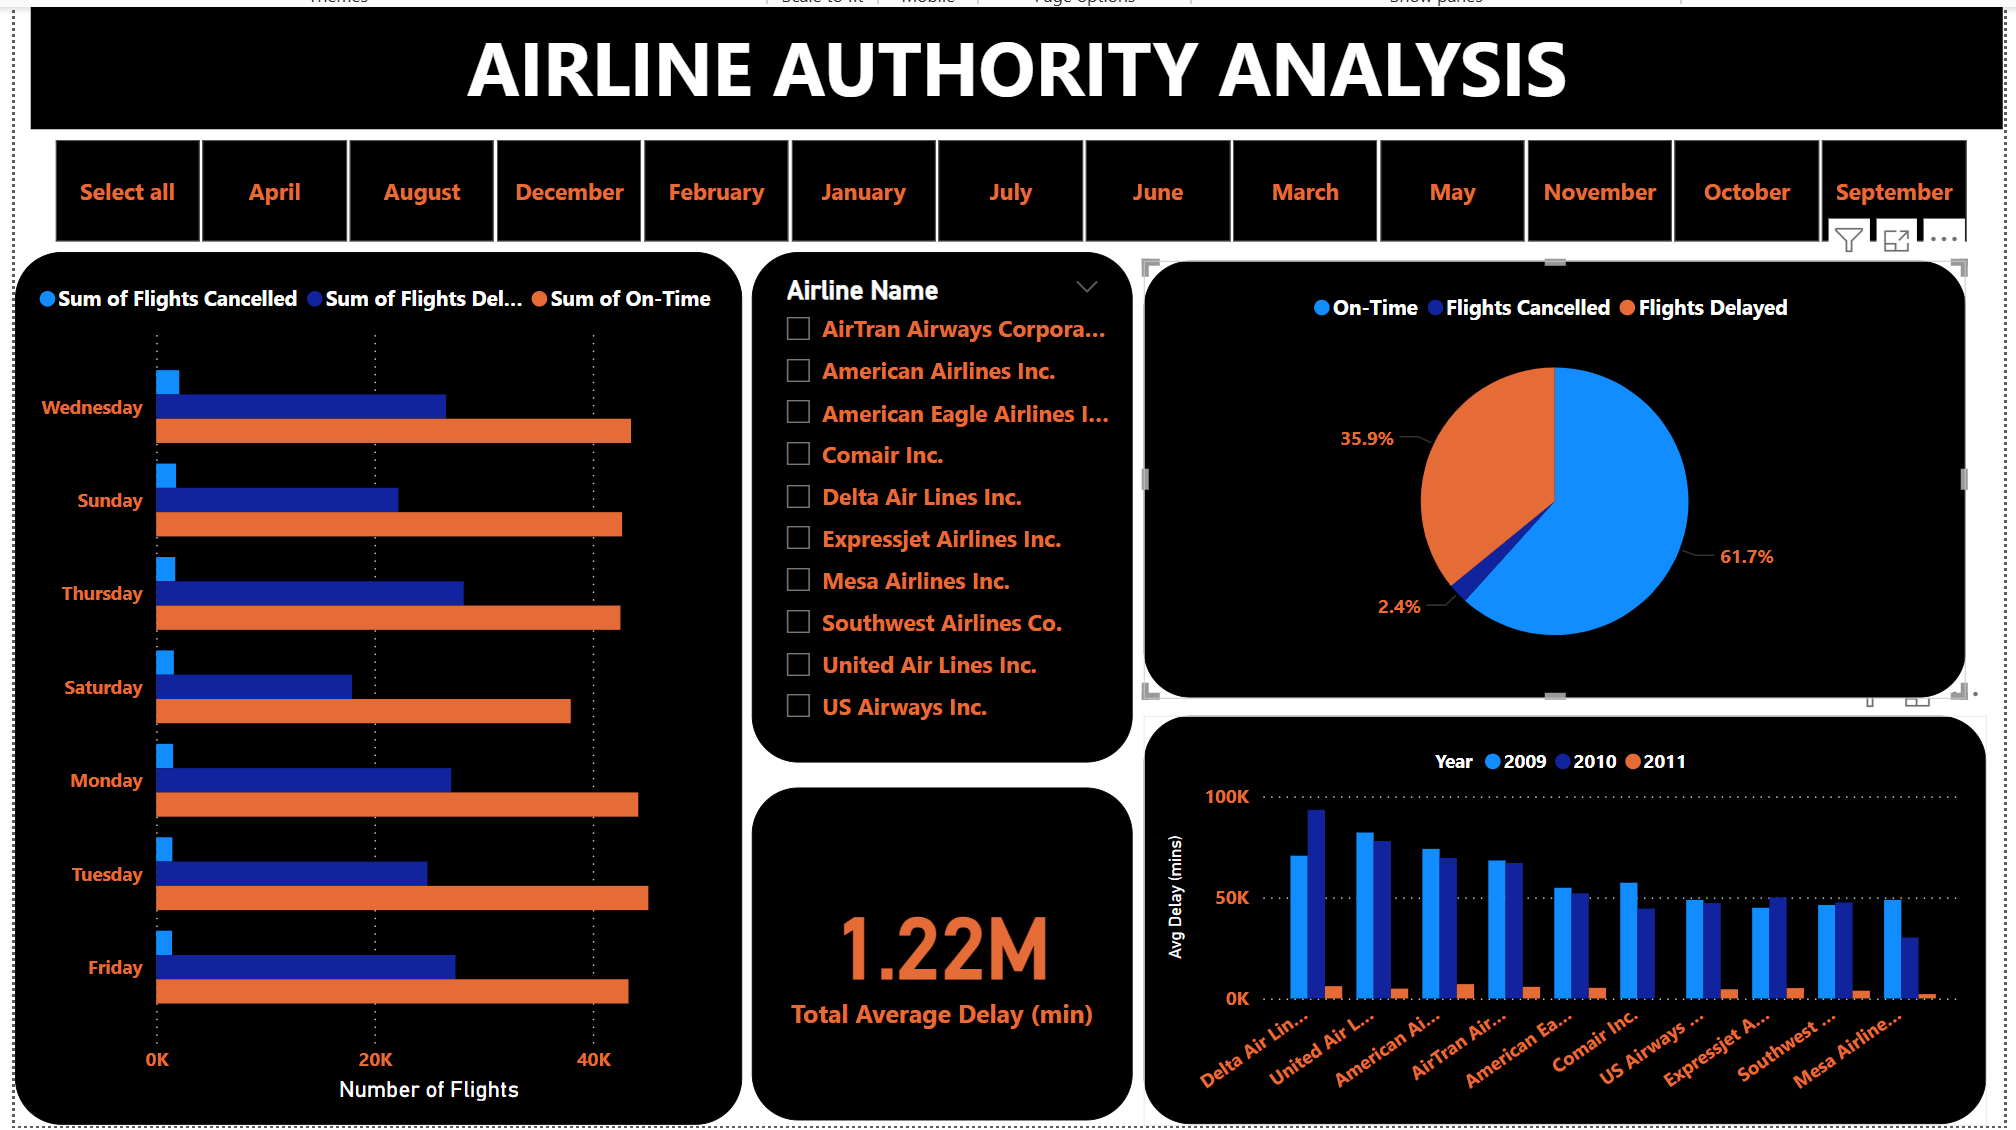 AIRLINE AUTHORITY ANALYSIS
Select all April August December February January July June March May November October September
Sum of Flights Cancelled Sum of Flights Del... Sum of On-Time
Wednesday
Sunday
Thursday
Saturday
Monday
Tuesday
Friday
0K 20K 40K
Number of Flights
Airline Name
AirTran Airways Corpora...
American Airlines Inc.
American Eagle Airlines I...
Comair Inc.
Delta Air Lines Inc.
Expressjet Airlines Inc.
Mesa Airlines Inc.
Southwest Airlines Co.
United Air Lines Inc.
US Airways Inc.
1.22M
Total Average Delay (min)
On-Time Flights Cancelled Flights Delayed
35.9%
61.7%
2.4%
Year 2009 2010 2011
100K
50K
0K
Avg Delay (mins)
Delta Air Lin...
United Air L...
American Ai...
AirTran Air...
American Ea...
Comair Inc.
US Airways ...
Expressjet A...
Southwest ...
Mesa Airline...